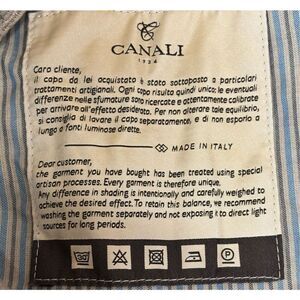 CANALI
1934
Caro cliente,
il capo da lei acquistato è stato sottoposto a particolari
trattamenti artigianali. Ogni capo risulta quindi unico: le eventuali
differenze nelle sfumature sono ricercate e attentamente calibrate
per arrivare all'effetto desiderato. Per non alterare tale equilibrio,
si consiglia di lavare il capo separatamente, e di non esporlo a
lungo a fonti luminose dirette.
MADE IN ITALY
Dear customer,
the garment you have bought has been treated using special
artisan processes. Every garment is therefore unique.
Any difference in shading is intentionally and carefully weighed to
achieve the desired effect. To retain this balance, we recommend
washing the garment separately and not exposing it to direct light
sources for long periods.
30
P